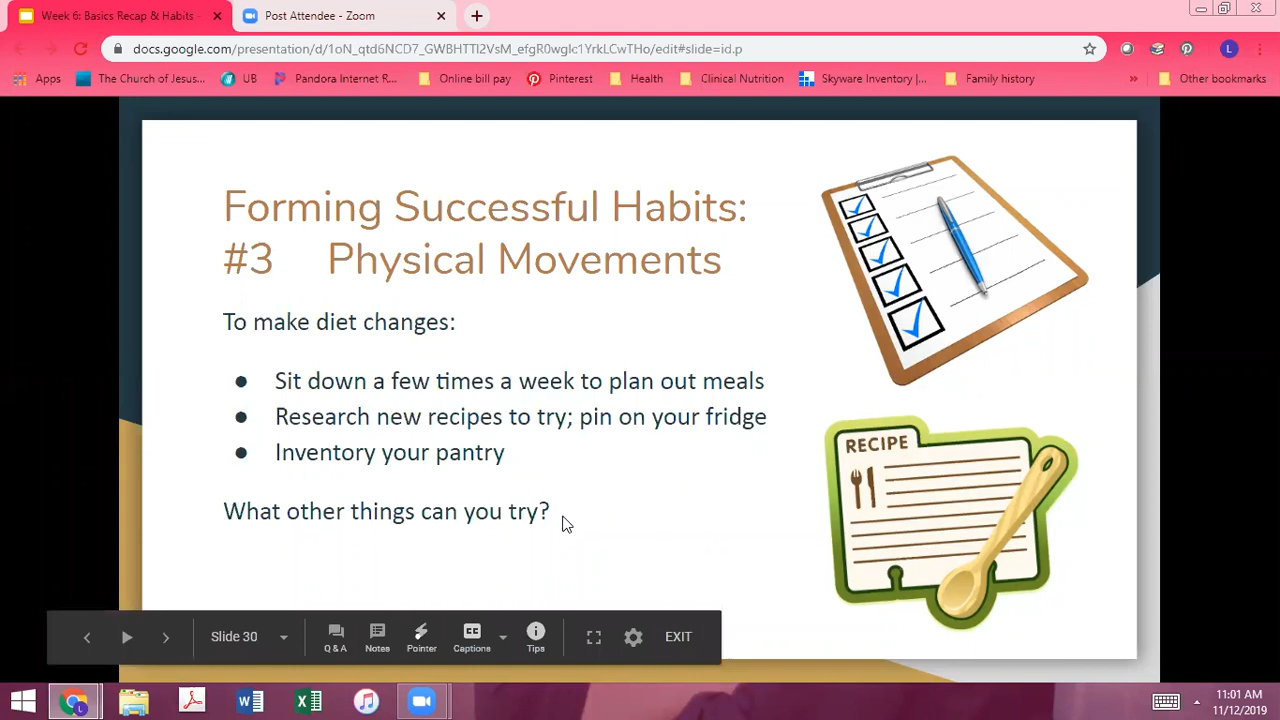 Week 6: Basics Recap & Habits -
Post Attendee - Zoom
docs.google.com/presentation/d/1oN_qtd6NCD7_GWBHTTl2VsM_efgR0wglc1YrkLCwTHo/edit#slide=id.p
L
Apps
The Church of Jesus...
UB
Pandora Internet R...
Online bill pay
Pinterest
Health
Clinical Nutrition
Skyware Inventory |...
Family history
»
Other bookmarks
Forming Successful Habits:
#3 Physical Movements
To make diet changes:
● Sit down a few times a week to plan out meals
● Research new recipes to try; pin on your fridge
● Inventory your pantry
What other things can you try?
RECIPE
Slide 30
Q & A
Notes
Pointer
CC
Captions
Tips
EXIT
L
11:01 AM
11/12/2019